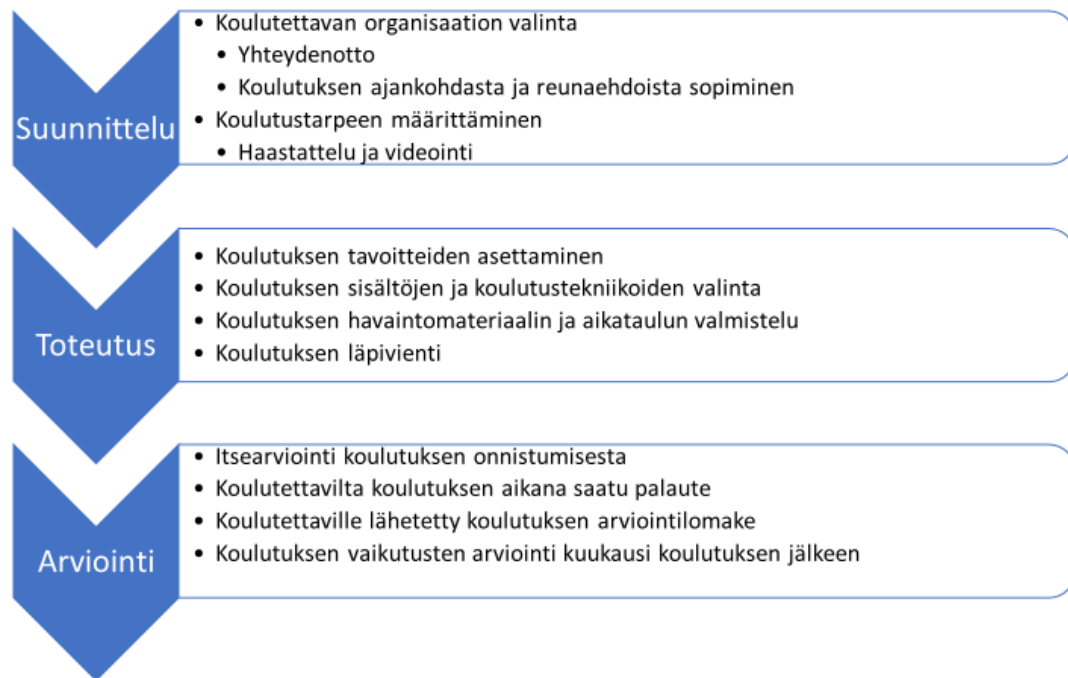 Suunnittelu
• Koulutettavan organisaation valinta
• Yhteydenotto
• Koulutuksen ajankohdasta ja reunaehdoista sopiminen
• Koulutustarpeen määrittäminen
• Haastattelu ja videointi
Toteutus
• Koulutuksen tavoitteiden asettaminen
• Koulutuksen sisältöjen ja koulutustekniikoiden valinta
• Koulutuksen havaintomateriaalin ja aikataulun valmistelu
• Koulutuksen läpivienti
Arviointi
• Itsearviointi koulutuksen onnistumisesta
• Koulutettavilta koulutuksen aikana saatu palaute
• Koulutettaville lähetetty koulutuksen arviointilomake
• Koulutuksen vaikutusten arviointi kuukausi koulutuksen jälkeen